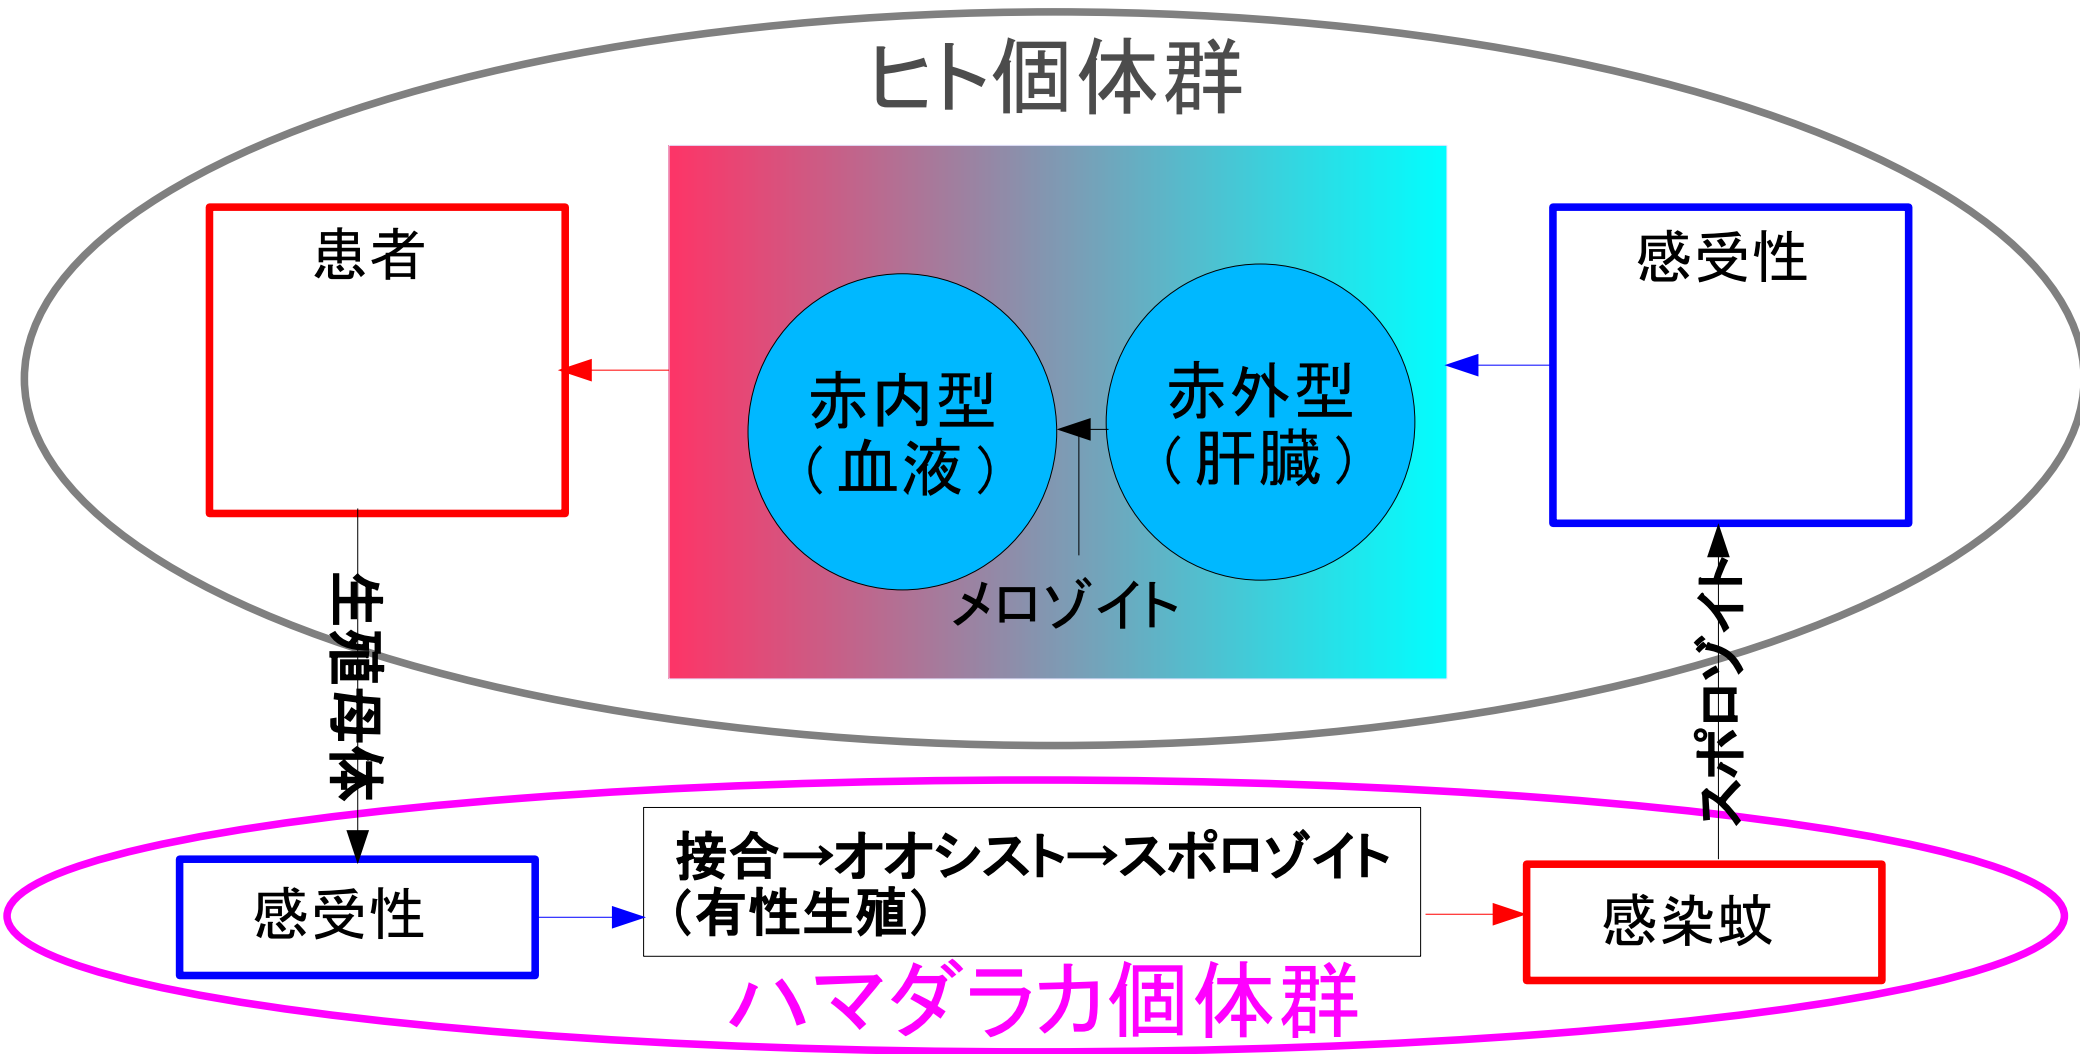 ヒト個体群
患者
感受性
赤内型
（血液）
赤外型
（肝臓）
メロゾイト
生殖母体
スポロゾイト
感受性
接合→オオシスト→スポロゾイト
（有性生殖）
感染蚊
ハマダラカ個体群